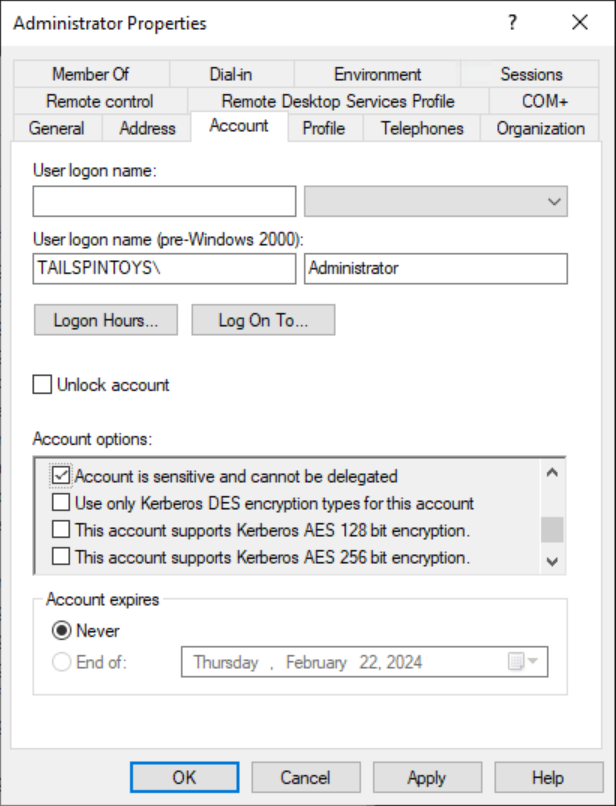 Administrator Properties ?
Member Of Dial-in Environment Sessions
Remote control Remote Desktop Services Profile COM+
General Address Account Profile Telephones Organization
User logon name:
User logon name (pre-Windows 2000):
TAILSPINTOYS\ Administrator
Logon Hours... Log On To...
Unlock account
Account options:
Account is sensitive and cannot be delegated
Use only Kerberos DES encryption types for this account
This account supports Kerberos AES 128 bit encryption.
This account supports Kerberos AES 256 bit encryption.
Account expires
Never
End of: Thursday , February 22, 2024
OK Cancel Apply Help